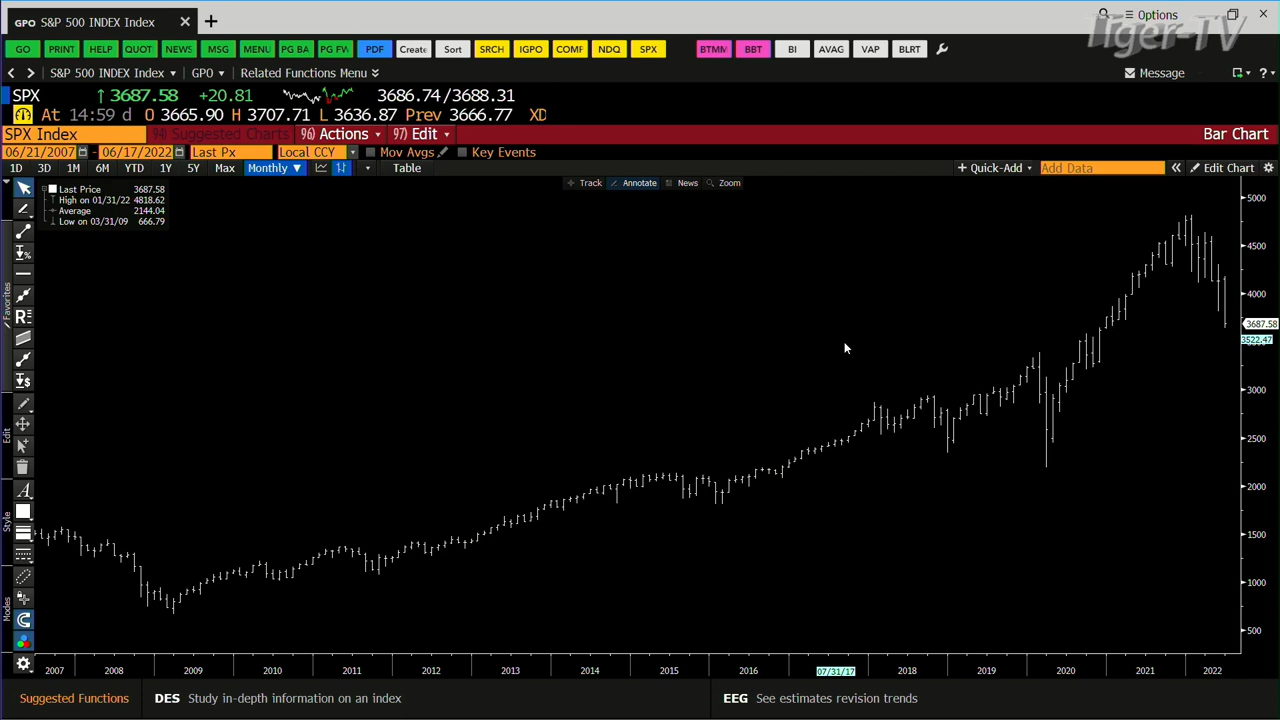 GPO S&P 500 INDEX Index × +
Options
Tiger-TV
GO PRINT HELP QUOT NEWS MSG MENU PG BA PG FW PDF Create Sort SRCH IGPO COMF NDQ SPX BTMM BBT BI AVAG VAP BLRT
S&P 500 INDEX Index GPO Related Functions Menu Message ?
SPX 3687.58 +20.81 3686.74/3688.31
At 14:59 d O 3665.90 H 3707.71 L 3636.87 Prev 3666.77 XD
SPX Index 94) Suggested Charts 96) Actions 97) Edit Bar Chart
06/21/2007 - 06/17/2022 Last Px Local CCY Mov Avgs Key Events
1D 3D 1M 6M YTD 1Y 5Y Max Monthly Table + Quick-Add Add Data Edit Chart
Track Annotate News Zoom
Last Price 3687.58
High on 01/31/22 4818.62
Average 2144.04
Low on 03/31/09 666.79
5000
4500
4000
3687.58
3522.47
3000
2500
2000
1500
1000
500
Favorites
Edit
Style
Modes
2007 2008 2009 2010 2011 2012 2013 2014 2015 2016 07/31/17 2018 2019 2020 2021 2022
Suggested Functions DES Study in-depth information on an index EEG See estimates revision trends